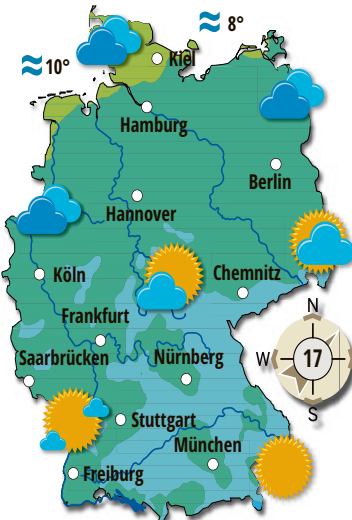 8°
Kiel
10°
Hamburg
Berlin
Hannover
Köln
Chemnitz
Frankfurt
N
Saarbrücken
Nürnberg
W
17
S
Stuttgart
München
Freiburg